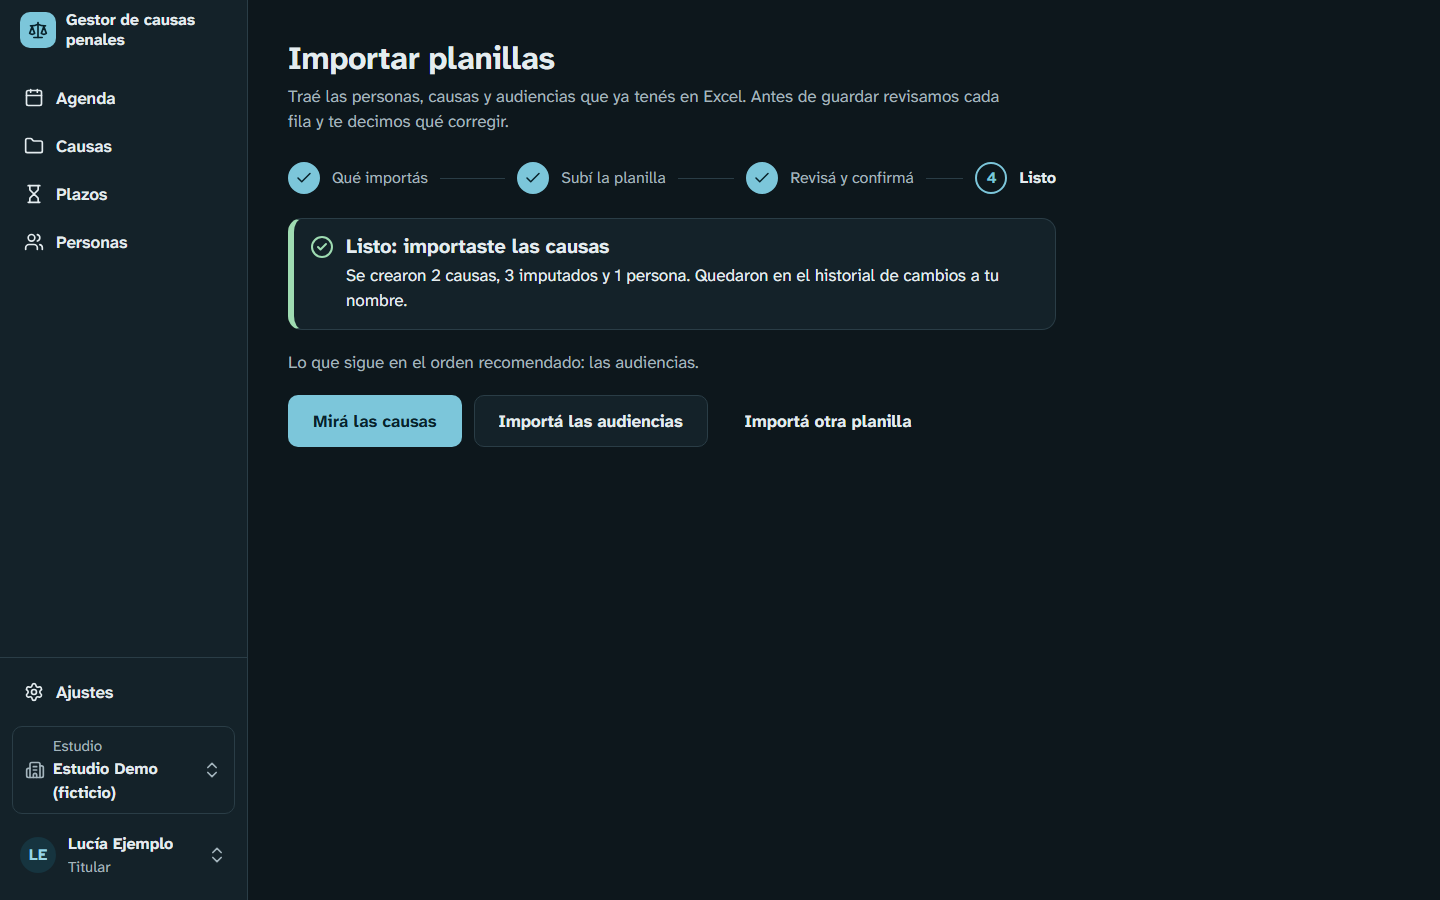 Gestor de causas
penales
Agenda
Causas
Plazos
Personas
Ajustes
Estudio
Estudio Demo
(ficticio)
LE
Lucía Ejemplo
Titular
Importar planillas
Traé las personas, causas y audiencias que ya tenés en Excel. Antes de guardar revisamos cada
fila y te decimos qué corregir.
Qué importás
Subí la planilla
Revisá y confirmá
4 Listo
Listo: importaste las causas
Se crearon 2 causas, 3 imputados y 1 persona. Quedaron en el historial de cambios a tu
nombre.
Lo que sigue en el orden recomendado: las audiencias.
Mirá las causas
Importá las audiencias
Importá otra planilla